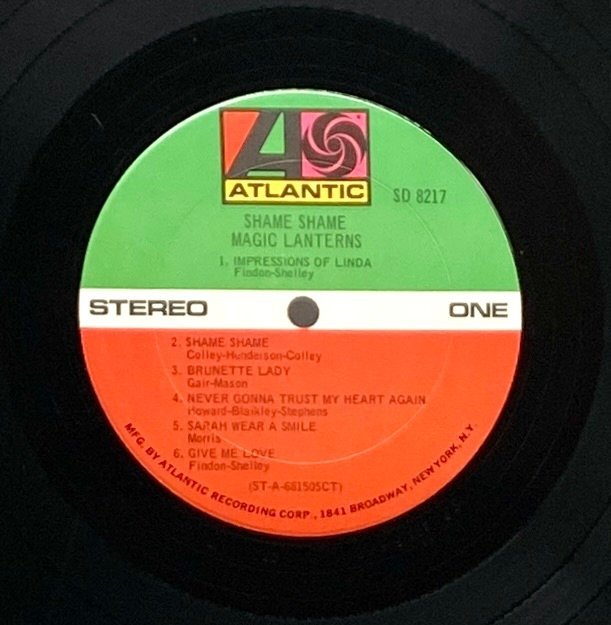 ATLANTIC
SD 8217
SHAME SHAME
MAGIC LANTERNS
1. IMPRESSIONS OF LINDA
Findon-Shelley
STEREO
ONE
2. SHAME SHAME
Colley-Henderson-Colley
3. BRUNETTE LADY
Gair-Mason
4. NEVER GONNA TRUST MY HEART AGAIN
Howard-Blaikley-Stephens
5. SARAH WEAR A SMILE
Morris
6. GIVE ME LOVE
Findon-Shelley
(ST-A-681505CT)
MFG. BY ATLANTIC RECORDING CORP., 1841 BROADWAY, NEW YORK, N.Y.